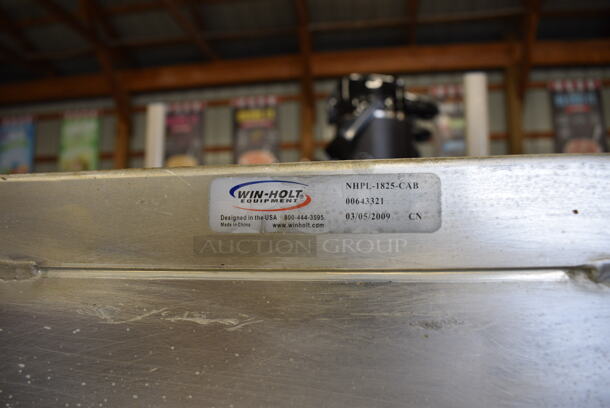 WIN-HOLT
EQUIPMENT
Designed in the USA 800-444-3595
Made in China www.winholt.com
NHPL-1825-CAB
00643321
03/05/2009 CN
AUCTION GROUP